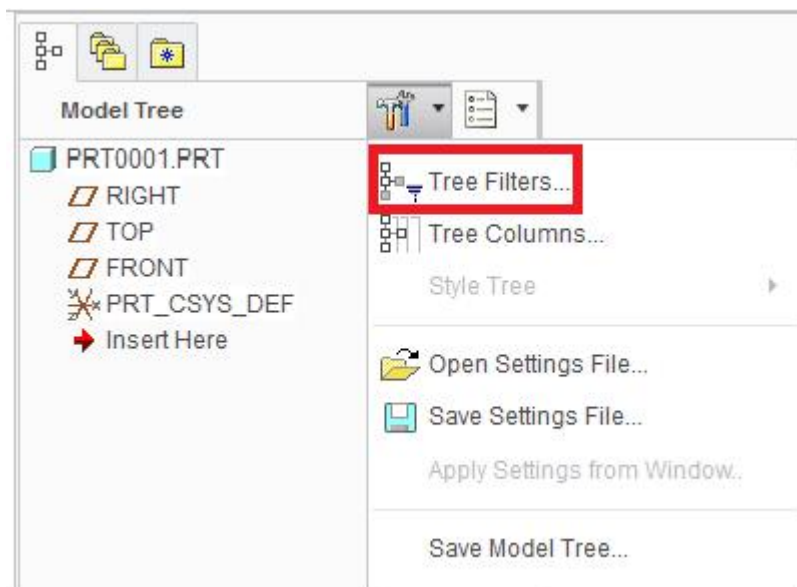 Model Tree
PRT0001.PRT
RIGHT
TOP
FRONT
PRT_CSYS_DEF
Insert Here
Tree Filters...
Tree Columns...
Style Tree
Open Settings File...
Save Settings File...
Apply Settings from Window..
Save Model Tree...